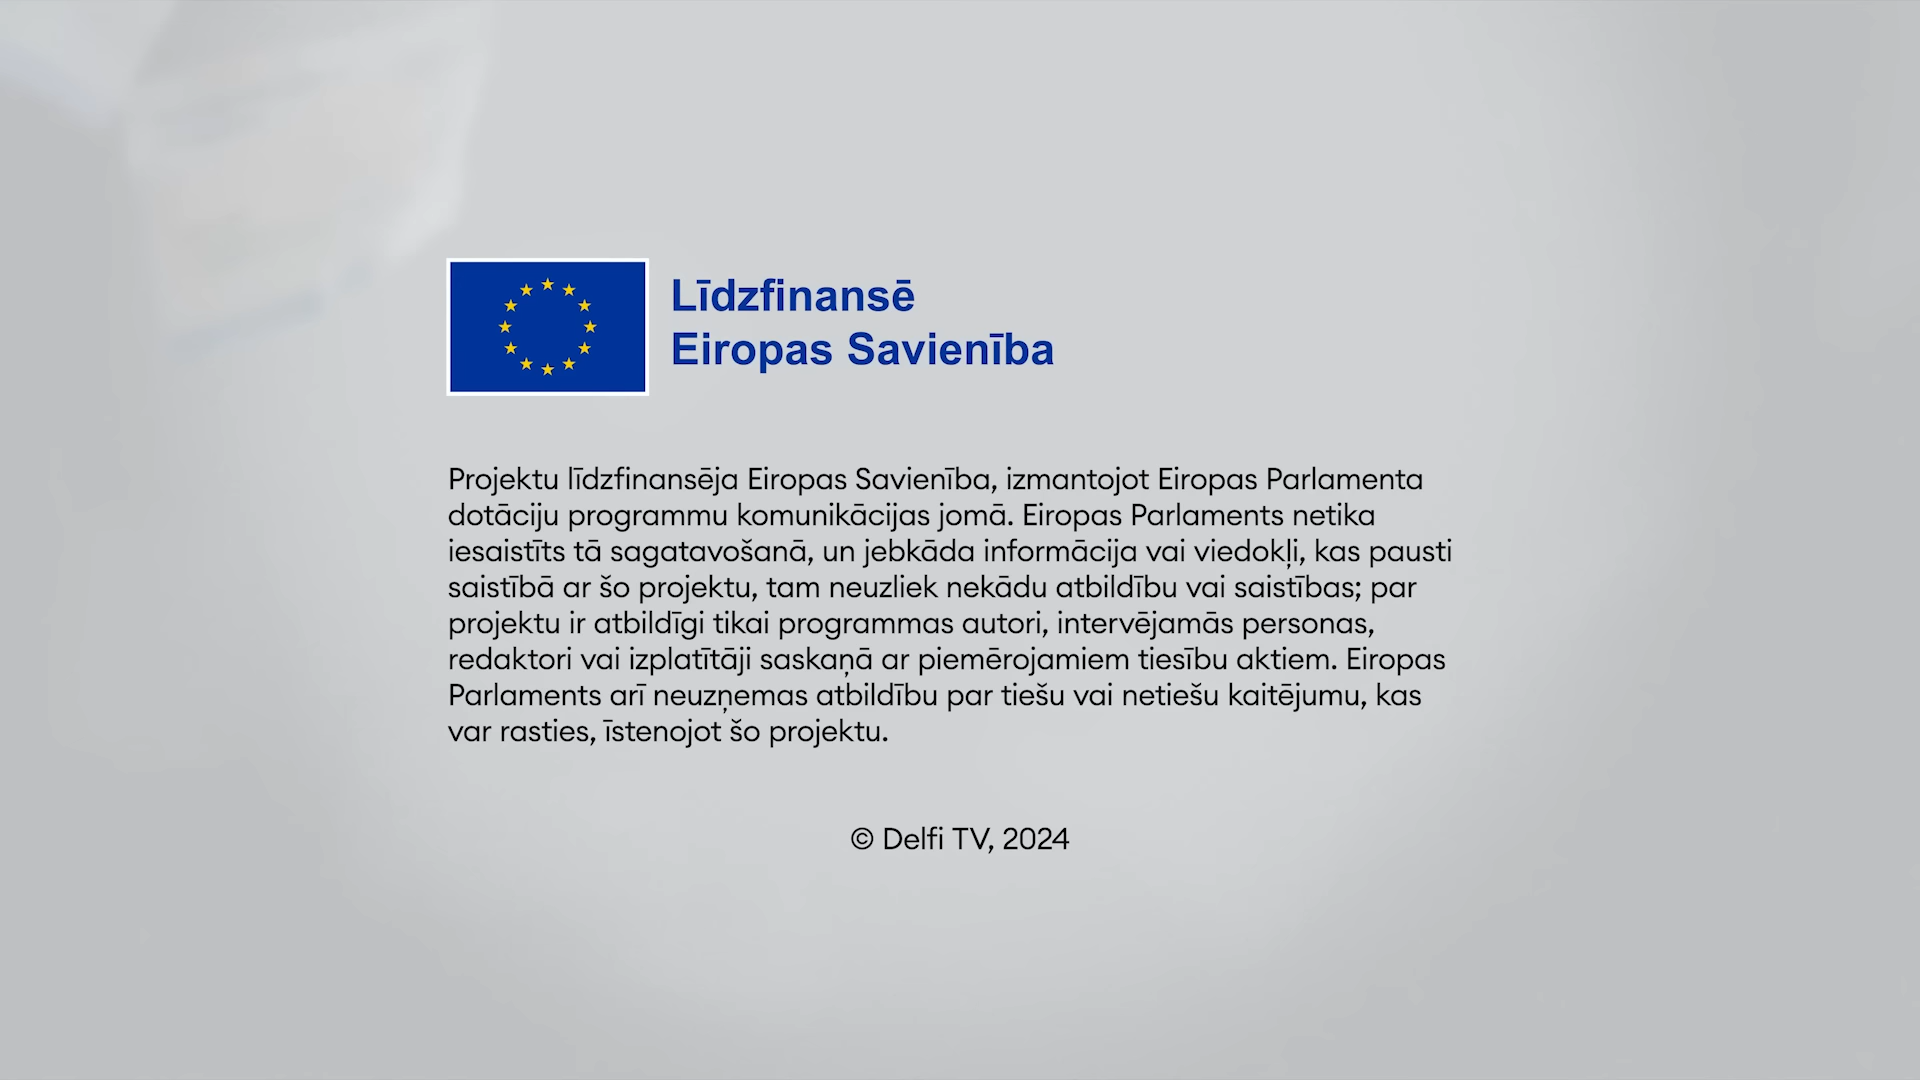 Līdzfinansē
Eiropas Savienība
Projektu līdzfinansēja Eiropas Savienība, izmantojot Eiropas Parlamenta
dotāciju programmu komunikācijas jomā. Eiropas Parlaments netika
iesaistīts tā sagatavošanā, un jebkāda informācija vai viedokļi, kas pausti
saistībā ar šo projektu, tam neuzliek nekādu atbildību vai saistības; par
projektu ir atbildīgi tikai programmas autori, intervējamās personas,
redaktori vai izplatītāji saskaņā ar piemērojamiem tiesību aktiem. Eiropas
Parlaments arī neuzņemas atbildību par tiešu vai netiešu kaitējumu, kas
var rasties, īstenojot šo projektu.
© Delfi TV, 2024